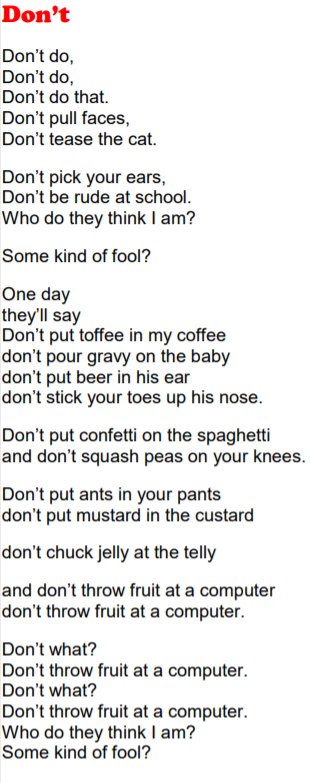 Don’t
Don’t do,
Don’t do,
Don’t do that.
Don’t pull faces,
Don’t tease the cat.
Don’t pick your ears,
Don’t be rude at school.
Who do they think I am?
Some kind of fool?
One day
they’ll say
Don’t put toffee in my coffee
don’t pour gravy on the baby
don’t put beer in his ear
don’t stick your toes up his nose.
Don’t put confetti on the spaghetti
and don’t squash peas on your knees.
Don’t put ants in your pants
don’t put mustard in the custard
don’t chuck jelly at the telly
and don’t throw fruit at a computer
don’t throw fruit at a computer.
Don’t what?
Don’t throw fruit at a computer.
Don’t what?
Don’t throw fruit at a computer.
Who do they think I am?
Some kind of fool?